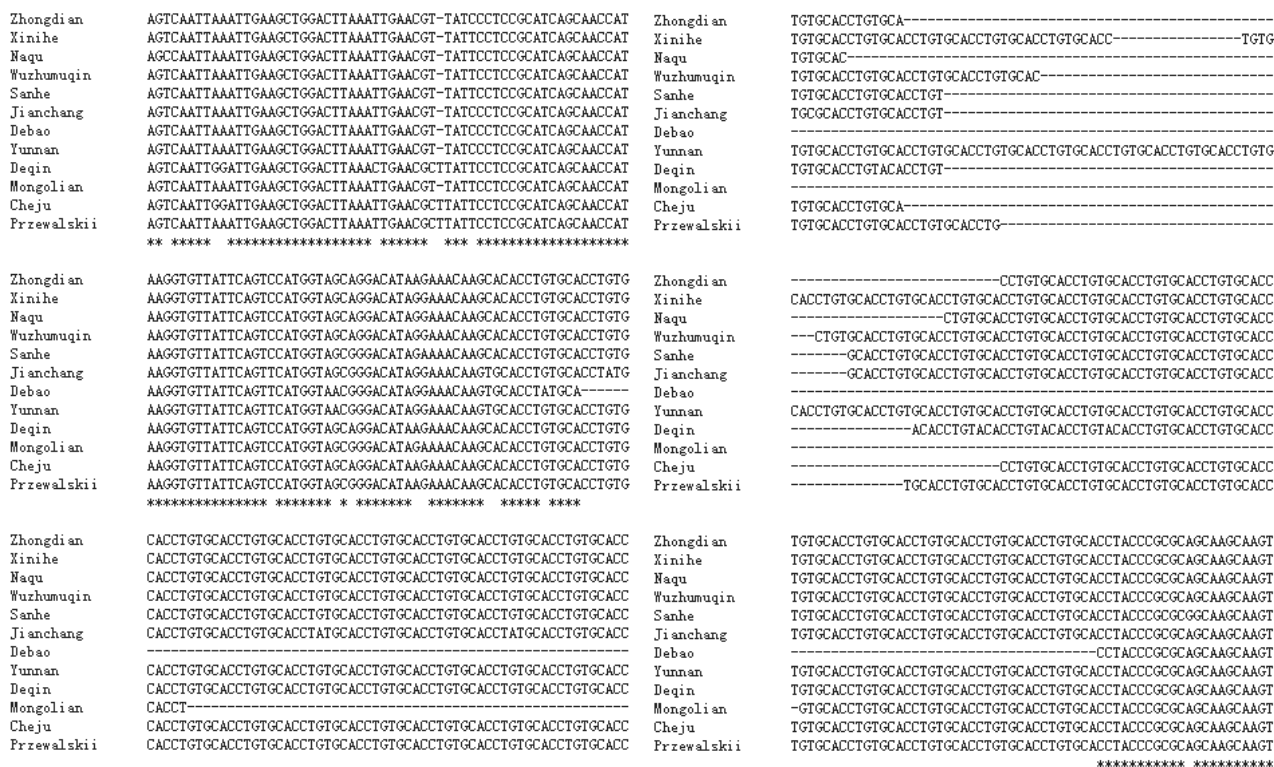 Zhongdian AGTCAATTAAATTGAAGCTGGACTTAAATTGAACGT-TATCCCTCCGCATCAGCAACCAT
Xinihe AGTCAATTAAATTGAAGCTGGACTTAAATTGAACGT-TATTCCTCCGCATCAGCAACCAT
Naqu AGCCAATTAAATTGAAGCTGGACTTAAATTGAACGT-TATCCCTCCGCATCAGCAACCAT
Wuzhumuqin AGTCAATTAAATTGAAGCTGGACTTAAATTGAACGT-TATTCCTCCGCATCAGCAACCAT
Sanhe AGTCAATTAAATTGAAGCTGGACTTAAATTGAACGT-TATCCCTCCGCATCAGCAACCAT
Jianchang AGTCAATTAAATTGAAGCTGGACTTAAATTGAACGT-TATCCCTCCGCATCAGCAACCAT
Debao AGTCAATTAAATTGAAGCTGGACTTAAATTGAACGT-TATCCCTCCGCATCAGCAACCAT
Yunnan AGTCAATTAAATTGAAGCTGGACTTAAATTGAACGT-TATCCCTCCGCATCAGCAACCAT
Deqin AGTCAATTGGATTGAAGCTGGACTTAAACTGAACGCTTATTCCTCCGCATCAGCAACCAT
Mongolian AGTCAATTAAATTGAAGCTGGACTTAAATTGAACGT-TATCCCTCCGCATCAGCAACCAT
Cheju AGTCAATTGGATTGAAGCTGGACTTAAATTGAACGCTTATTCCTCCGCATCAGCAACCAT
Przewalskii AGTCAATTAAATTGAAGCTGGACTTAAATTGAACGCTTATTCCTCCGCATCAGCAACCAT
** *****  ****************** ******  *** *******************
Zhongdian AAGGTGTTATTCAGTCCATGGTAGCAGGACATAAGAAACAAGCACACCTGTGCACCTGTG
Xinihe AAGGTGTTATTCAGTCCATGGTAGCAGGACATAGGAAACAAGCACACCTGTGCACCTGTG
Naqu AAGGTGTTATTCAGTCCATGGTAGCAGGACATAGGAAACAAGCACACCTGTGCACCTGTG
Wuzhumuqin AAGGTGTTATTCAGTCCATGGTAGCAGGACATAGGAAACAAGCACACCTGTGCACCTGTG
Sanhe AAGGTGTTATTCAGTCCATGGTAGCGGGACATAGAAAACAAGCACACCTGTGCACCTGTG
Jianchang AAGGTGTTATTCAGTCCATGGTAGCGGGACATAGAAAACAAGTGCACCTGTGCACCTATG
Debao AAGGTGTTATTCAGTTCATGGTAACGGGACATAGGAAACAAGTGCACCTATGCA------
Yunnan AAGGTGTTATTCAGTTCATGGTAACGGGACATAGGAAACAAGTGCACCTGTGCACCTGTG
Deqin AAGGTGTTATTCAGTCCATGGTAGCAGGACATAAGAAACAAGCACACCTGTGCACCTGTG
Mongolian AAGGTGTTATTCAGTCCATGGTAGCGGGACATAGAAAACAAGCACACCTGTGCACCTGTG
Cheju AAGGTGTTATTCAGTCCATGGTAGCAGGACATAAGAAACAAGCACACCTGTGCACCTGTG
Przewalskii AAGGTGTTATTCAGTCCATGGTAGCGGGACATAAGAAACAAGCACACCTGTGCACCTGTG
*************** ******* * *******  *******  ***** ****
Zhongdian CACCTGTGCACCTGTGCACCTGTGCACCTGTGCACCTGTGCACCTGTGCACCTGTGCACC
Xinihe CACCTGTGCACCTGTGCACCTGTGCACCTGTGCACCTGTGCACCTGTGCACCTGTGCACC
Naqu CACCTGTGCACCTGTGCACCTGTGCACCTGTGCACCTGTGCACCTGTGCACCTGTGCACC
Wuzhumuqin CACCTGTGCACCTGTGCACCTGTGCACCTGTGCACCTGTGCACCTGTGCACCTGTGCACC
Sanhe CACCTGTGCACCTGTGCACCTGTGCACCTGTGCACCTGTGCACCTGTGCACCTGTGCACC
Jianchang CACCTGTGCACCTGTGCACCTATGCACCTGTGCACCTGTGCACCTATGCACCTGTGCACC
Debao ------------------------------------------------------------
Yunnan CACCTGTGCACCTGTGCACCTGTGCACCTGTGCACCTGTGCACCTGTGCACCTGTGCACC
Deqin CACCTGTGCACCTGTGCACCTGTGCACCTGTGCACCTGTGCACCTGTGCACCTGTGCACC
Mongolian CACCT-------------------------------------------------------
Cheju CACCTGTGCACCTGTGCACCTGTGCACCTGTGCACCTGTGCACCTGTGCACCTGTGCACC
Przewalskii CACCTGTGCACCTGTGCACCTGTGCACCTGTGCACCTGTGCACCTGTGCACCTGTGCACC
Zhongdian TGTGCACCTGTGCA----------------------------------------------
Xinihe TGTGCACCTGTGCACCTGTGCACCTGTGCACCTGTGCACC----------------TGTG
Naqu TGTGCAC-----------------------------------------------------
Wuzhumuqin TGTGCACCTGTGCACCTGTGCACCTGTGCAC-----------------------------
Sanhe TGTGCACCTGTGCACCTGT-----------------------------------------
Jianchang TGCGCACCTGTGCACCTGT-----------------------------------------
Debao ------------------------------------------------------------
Yunnan TGTGCACCTGTGCACCTGTGCACCTGTGCACCTGTGCACCTGTGCACCTGTGCACCTGTG
Deqin TGTGCACCTGTACACCTGT-----------------------------------------
Mongolian ------------------------------------------------------------
Cheju TGTGCACCTGTGCA----------------------------------------------
Przewalskii TGTGCACCTGTGCACCTGTGCACCTG----------------------------------
Zhongdian --------------------------CCTGTGCACCTGTGCACCTGTGCACCTGTGCACC
Xinihe CACCTGTGCACCTGTGCACCTGTGCACCTGTGCACCTGTGCACCTGTGCACCTGTGCACC
Naqu -------------------CTGTGCACCTGTGCACCTGTGCACCTGTGCACCTGTGCACC
Wuzhumuqin ---CTGTGCACCTGTGCACCTGTGCACCTGTGCACCTGTGCACCTGTGCACCTGTGCACC
Sanhe -------GCACCTGTGCACCTGTGCACCTGTGCACCTGTGCACCTGTGCACCTGTGCACC
Jianchang -------GCACCTGTGCACCTGTGCACCTGTGCACCTGTGCACCTGTGCACCTGTGCACC
Debao ------------------------------------------------------------
Yunnan CACCTGTGCACCTGTGCACCTGTGCACCTGTGCACCTGTGCACCTGTGCACCTGTGCACC
Deqin ---------------ACACCTGTACACCTGTACACCTGTACACCTGTGCACCTGTGCACC
Mongolian ------------------------------------------------------------
Cheju --------------------------CCTGTGCACCTGTGCACCTGTGCACCTGTGCACC
Przewalskii --------------TGCACCTGTGCACCTGTGCACCTGTGCACCTGTGCACCTGTGCACC
Zhongdian TGTGCACCTGTGCACCTGTGCACCTGTGCACCTGTGCACCTACCCGCGCAGCAAGCAAGT
Xinihe TGTGCACCTGTGCACCTGTGCACCTGTGCACCTGTGCACCTACCCGCGCAGCAAGCAAGT
Naqu TGTGCACCTGTGCACCTGTGCACCTGTGCACCTGTGCACCTACCCGCGCAGCAAGCAAGT
Wuzhumuqin TGTGCACCTGTGCACCTGTGCACCTGTGCACCTGTGCACCTACCCGCGCAGCAAGCAAGT
Sanhe TGTGCACCTGTGCACCTGTGCACCTGTGCACCTGTGCACCTACCCGCGCGGCAAGCAAGT
Jianchang TGTGCACCTGTGCACCTGTGCACCTGTGCACCTGTGCACCTACCCGCGCAGCAAGCAAGT
Debao --------------------------------------CCTACCCGCGCAGCAAGCAAGT
Yunnan TGTGCACCTGTGCACCTGTGCACCTGTGCACCTGTGCACCTACCCGCGCAGCAAGCAAGT
Deqin TGTGCACCTGTGCACCTGTGCACCTGTGCACCTGTGCACCTACCCGCGCAGCAAGCAAGT
Mongolian -GTGCACCTGTGCACCTGTGCACCTGTGCACCTGTGCACCTACCCGCGCAGCAAGCAAGT
Cheju TGTGCACCTGTGCACCTGTGCACCTGTGCACCTGTGCACCTACCCGCGCAGCAAGCAAGT
Przewalskii TGTGCACCTGTGCACCTGTGCACCTGTGCACCTGTGCACCTACCCGCGCAGCAAGCAAGT
*********** **********